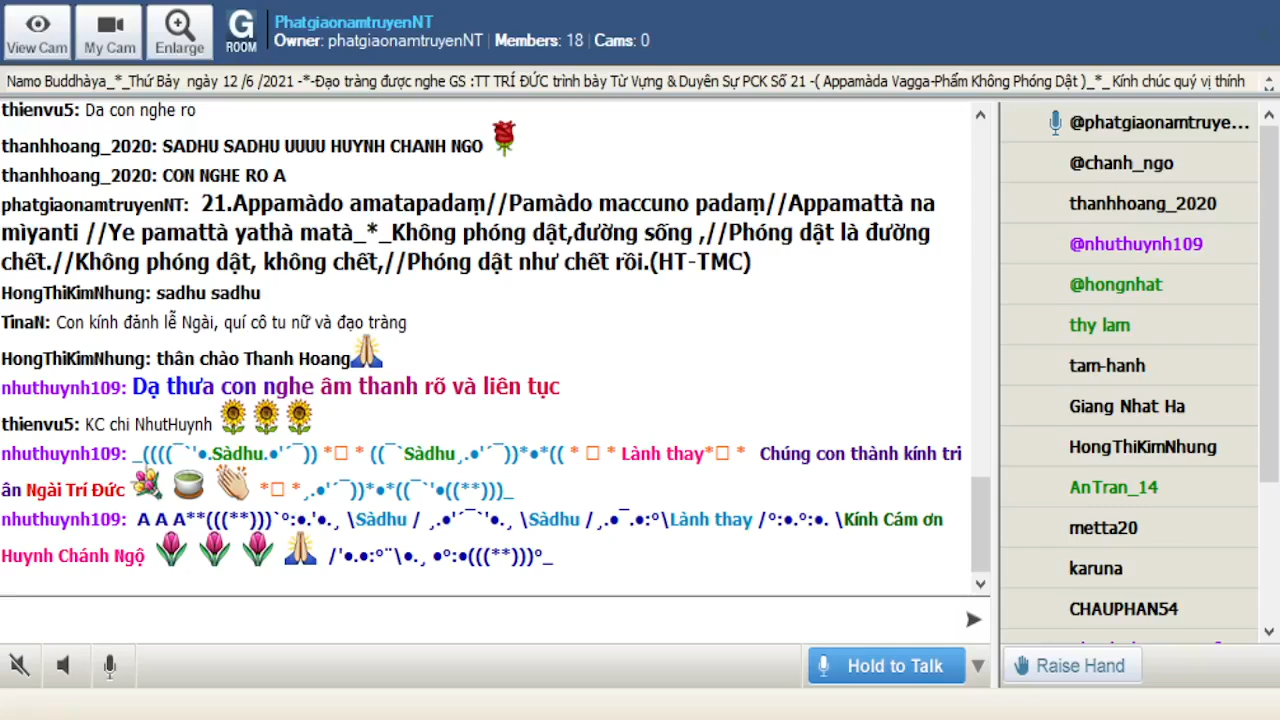 View Cam
My Cam
Enlarge
G
ROOM
PhatgiaonamtruyenNT
Owner: phatgiaonamtruyenNT | Members: 18 | Cams: 0
Namo Buddhàya_*_Thứ Bảy ngày 12 /6 /2021 -*-Đạo tràng được nghe GS :TT TRÍ ĐỨC trình bày Từ Vựng & Duyên Sự PCK Số 21 -( Appamàda Vagga-Phẩm Không Phóng Dật )_*_Kính chúc quý vị thính
thienvu5: Da con nghe ro
thanhhoang_2020: SADHU SADHU UUUU HUYNH CHANH NGO
thanhhoang_2020: CON NGHE RO A
phatgiaonamtruyenNT: 21.Appamàdo amatapadaṃ//Pamàdo maccuno padaṃ//Appamattà na
mìyanti //Ye pamattà yathà matà_*_Không phóng dật,đường sống ,//Phóng dật là đường
chết.//Không phóng dật, không chết,//Phóng dật như chết rồi.(HT-TMC)
HongThiKimNhung: sadhu sadhu
TinaN: Con kính đảnh lễ Ngài, quí cô tu nữ và đạo tràng
HongThiKimNhung: thân chào Thanh Hoang
nhuthuynh109: Dạ thưa con nghe âm thanh rõ và liên tục
thienvu5: KC chi NhutHuynh
nhuthuynh109: _((((¯`'●.Sàdhu.●'´¯)) *□ * ((¯`Sàdhu¸.●'´¯))*●*(( * □ * Lành thay*□ * Chúng con thành kính tri
ân Ngài Trí Đức *□ *¸.●'´¯))*●*((¯`'●((**)))_
nhuthuynh109: A A A**(((**)))`°:●.'●.¸ \Sàdhu / ¸.●'´¯`'●.¸ \Sàdhu /¸.●¯.●:°\Lành thay /°:●.°:●. \Kính Cám ơn
Huynh Chánh Ngộ /'●.●:°¨\●.¸ ●°:●(((**)))°_
Hold to Talk
@phatgiaonamtruye...
@chanh_ngo
thanhhoang_2020
@nhuthuynh109
@hongnhat
thy lam
tam-hanh
Giang Nhat Ha
HongThiKimNhung
AnTran_14
metta20
karuna
CHAUPHAN54
Raise Hand